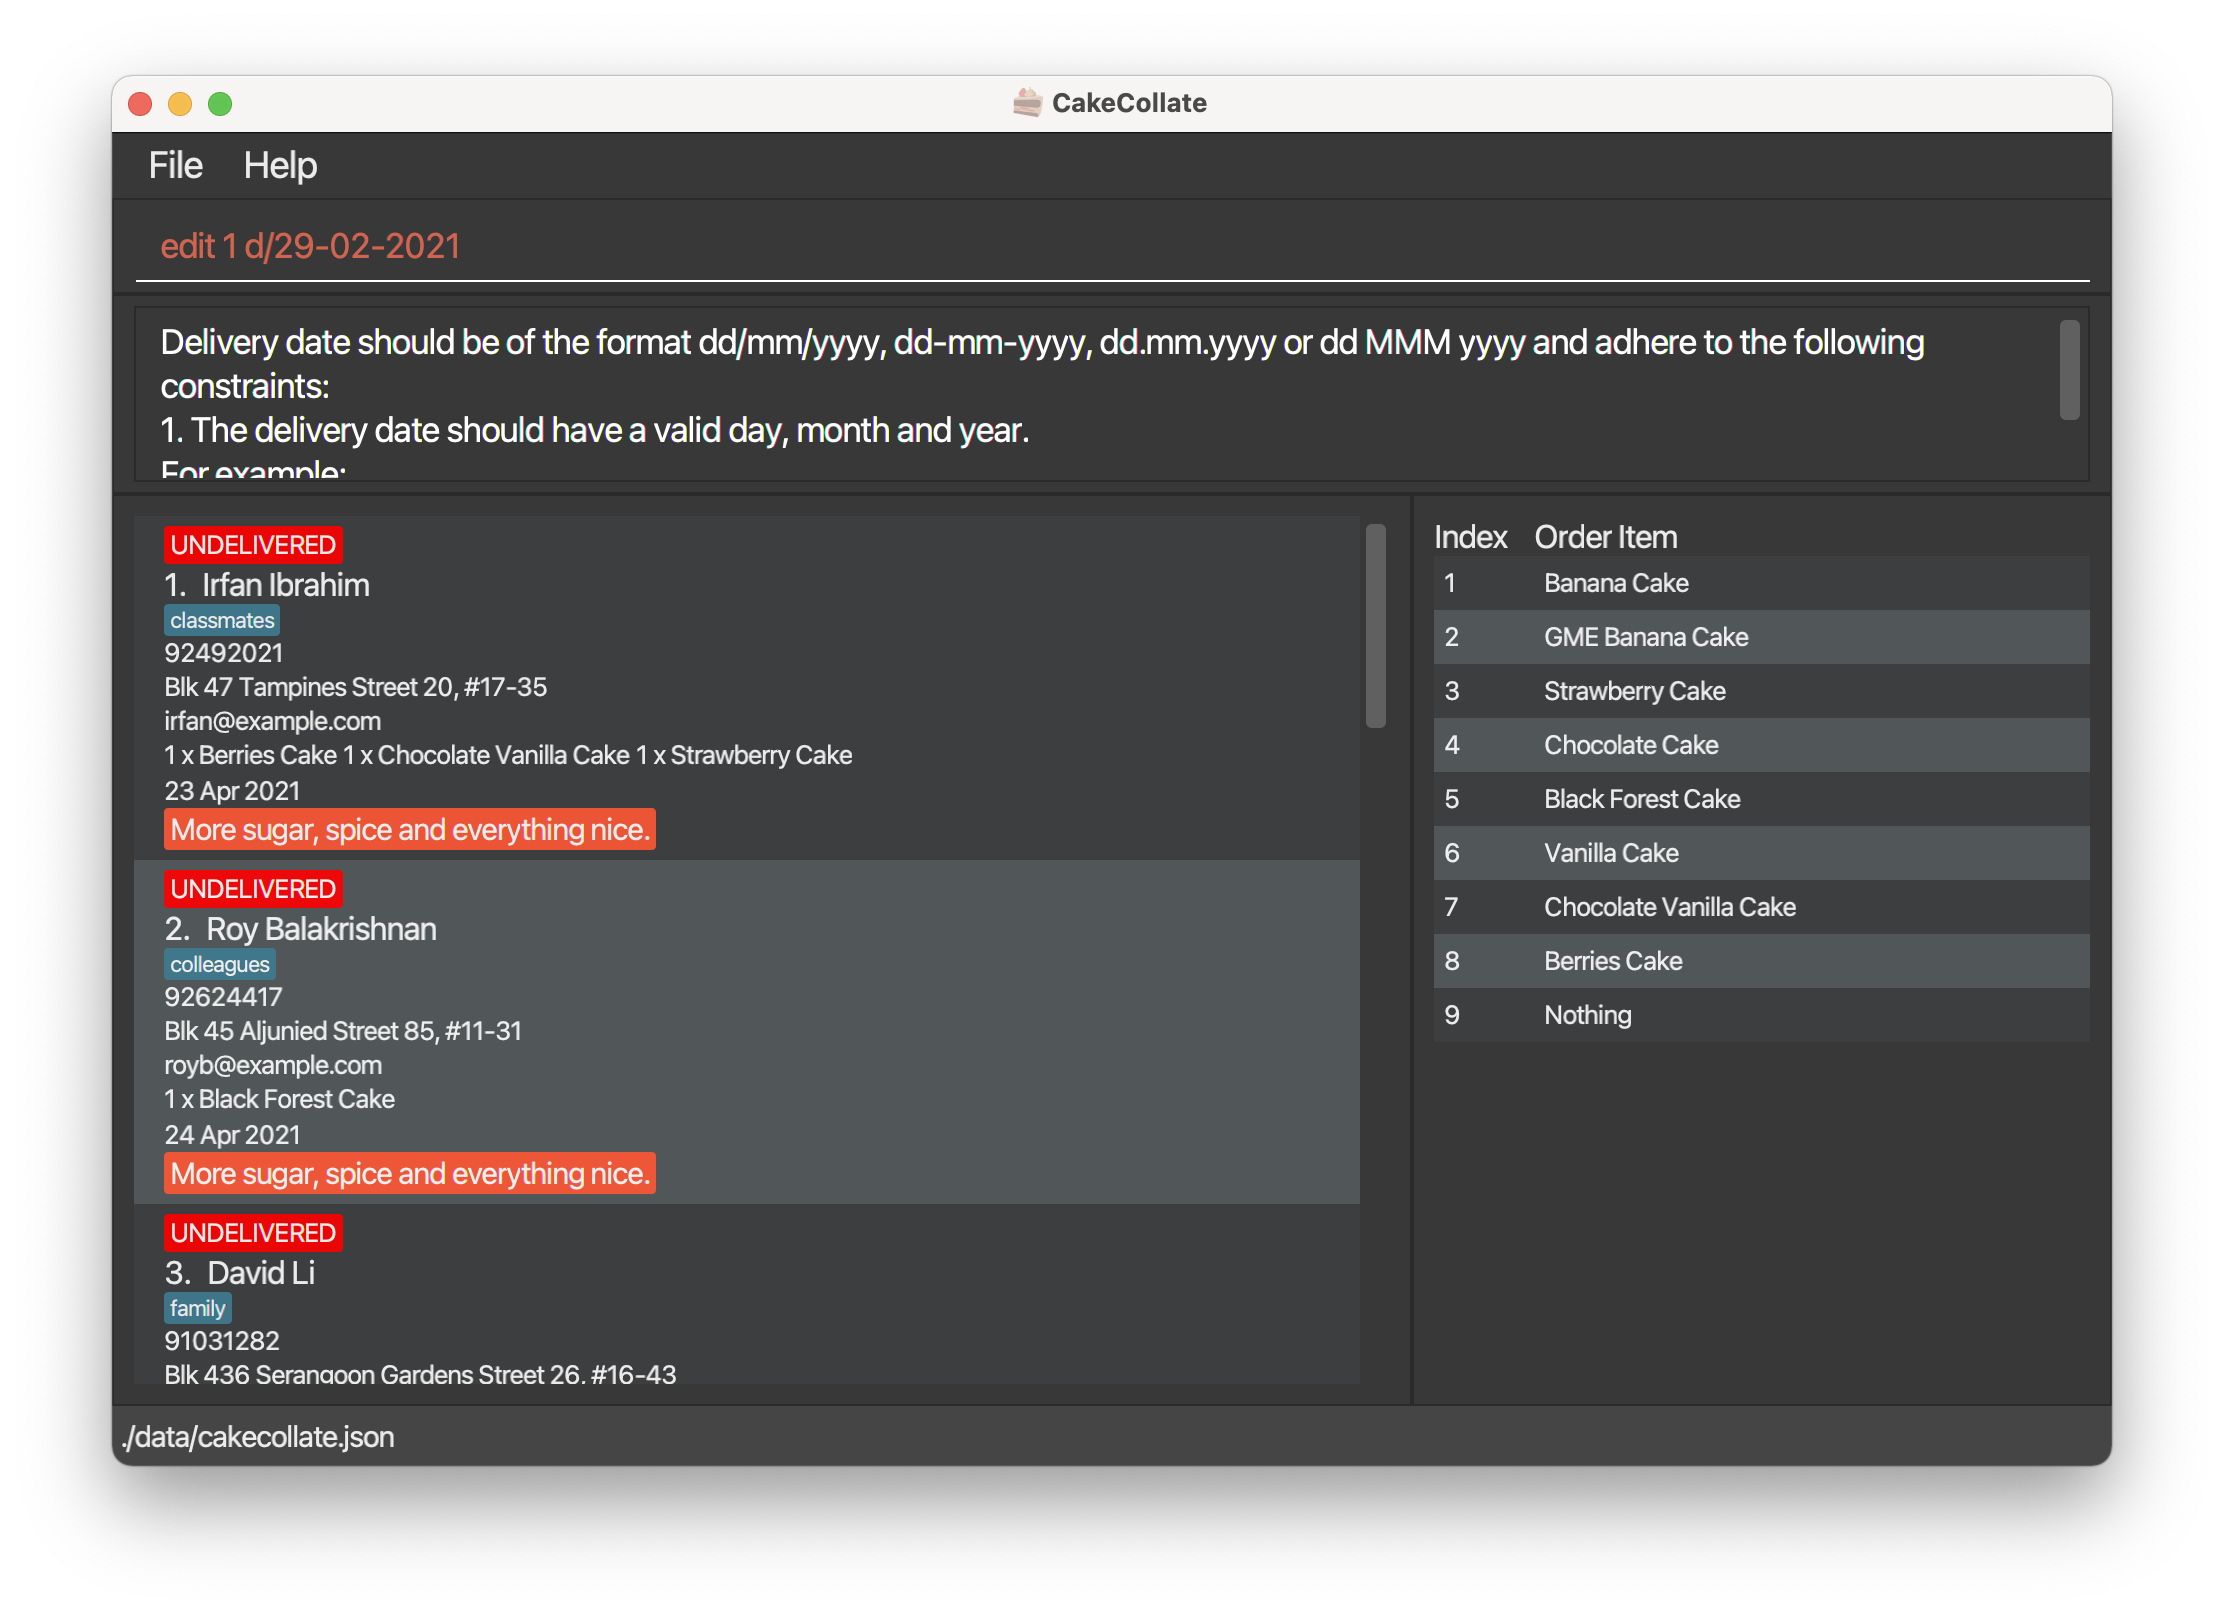 CakeCollate
File Help
edit 1 d/29-02-2021
Delivery date should be of the format dd/mm/yyyy, dd-mm-yyyy, dd.mm.yyyy or dd MMM yyyy and adhere to the following
constraints:
1. The delivery date should have a valid day, month and year.
For example:
UNDELIVERED
1. Irfan Ibrahim
classmates
92492021
Blk 47 Tampines Street 20, #17-35
irfan@example.com
1 x Berries Cake 1 x Chocolate Vanilla Cake 1 x Strawberry Cake
23 Apr 2021
More sugar, spice and everything nice.
UNDELIVERED
2. Roy Balakrishnan
colleagues
92624417
Blk 45 Aljunied Street 85, #11-31
royb@example.com
1 x Black Forest Cake
24 Apr 2021
More sugar, spice and everything nice.
UNDELIVERED
3. David Li
family
91031282
Blk 436 Serangoon Gardens Street 26, #16-43
Index Order Item
1 Banana Cake
2 GME Banana Cake
3 Strawberry Cake
4 Chocolate Cake
5 Black Forest Cake
6 Vanilla Cake
7 Chocolate Vanilla Cake
8 Berries Cake
9 Nothing
./data/cakecollate.json